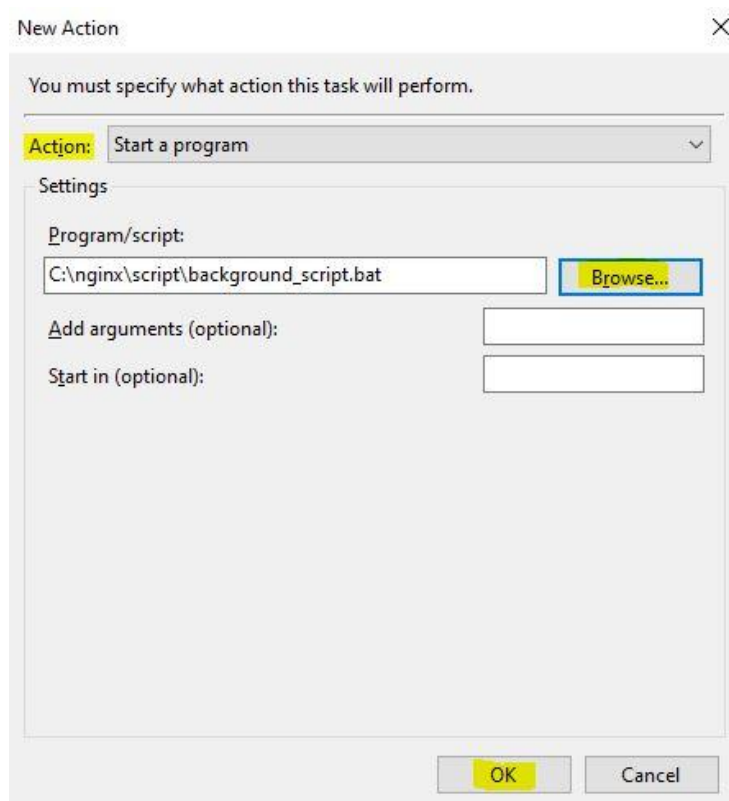 New Action
You must specify what action this task will perform.
Action: Start a program
Settings
Program/script:
C:\nginx\script\background_script.bat Browse...
Add arguments (optional):
Start in (optional):
OK Cancel